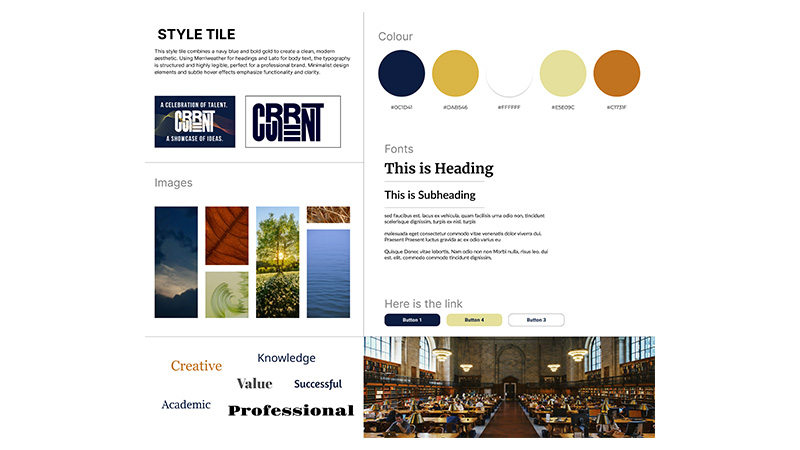 STYLE TILE
This style tile combines a navy blue and bold gold to create a clean, modern
aesthetic. Using Merriweather for headings and Lato for body text, the typography
is structured and highly legible, perfect for a professional brand. Minimalist design
elements and subtle hover effects emphasize functionality and clarity.
A CELEBRATION OF TALENT.
CURRENT
A SHOWCASE OF IDEAS.
CURRENT
Images
Creative
Knowledge
Value
Successful
Academic
Professional
Colour
#0C1D41
#DAB546
#FFFFFF
#E5E09C
#C1731F
Fonts
This is Heading
This is Subheading
sed faucibus est, lacus ex vehicula, quam facilisis urna odio non, tincidunt
scelerisque dignissim, turpis ex nisl, turpis
malesuada eget consectetur commodo vitae venenatis dolor viverra dui.
Praesent Praesent luctus gravida ac ex odio varius eu
Quisque Donec vitae lobortis, Nam odio non non Morbi nulla, risus leo, dui
est. elit, commodo commodo tincidunt dignissim.
Here is the link
Button 1
Button 4
Button 3